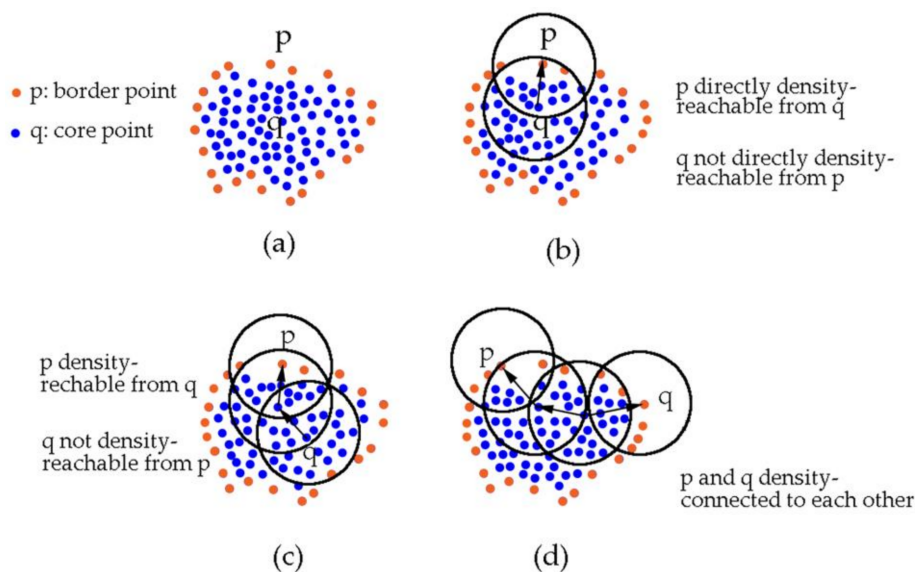 p
p: border point
q: core point
q
(a)
p
q
p directly density-
reachable from q
q not directly density-
reachable from p
(b)
p density-
rechable from q
q not density-
reachable from p
p
q
(c)
p
q
p and q density-
connected to each other
(d)